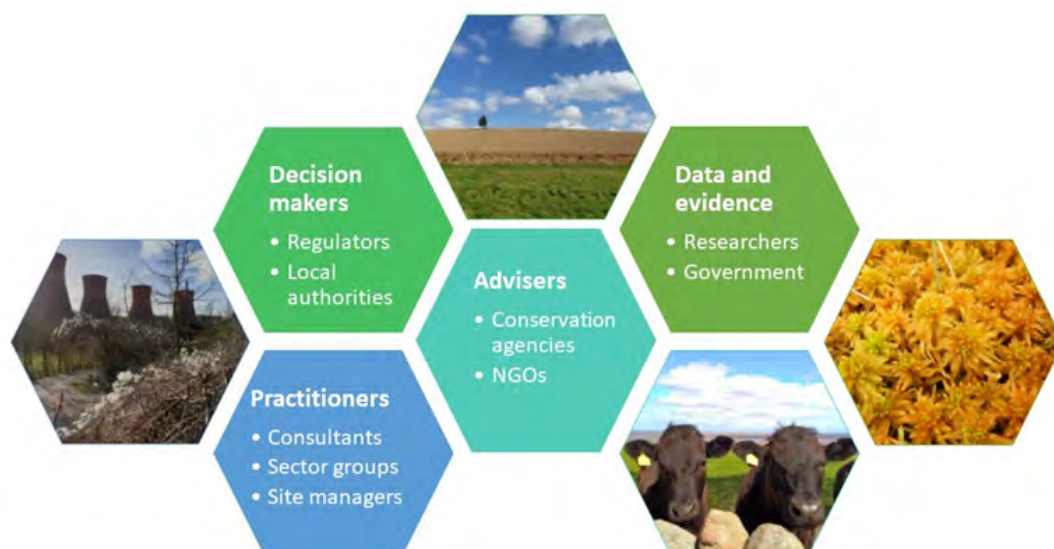 Decision
makers
• Regulators
• Local
authorities
Data and
evidence
• Researchers
• Government
Advisers
• Conservation
agencies
• NGOs
Practitioners
• Consultants
• Sector groups
• Site managers